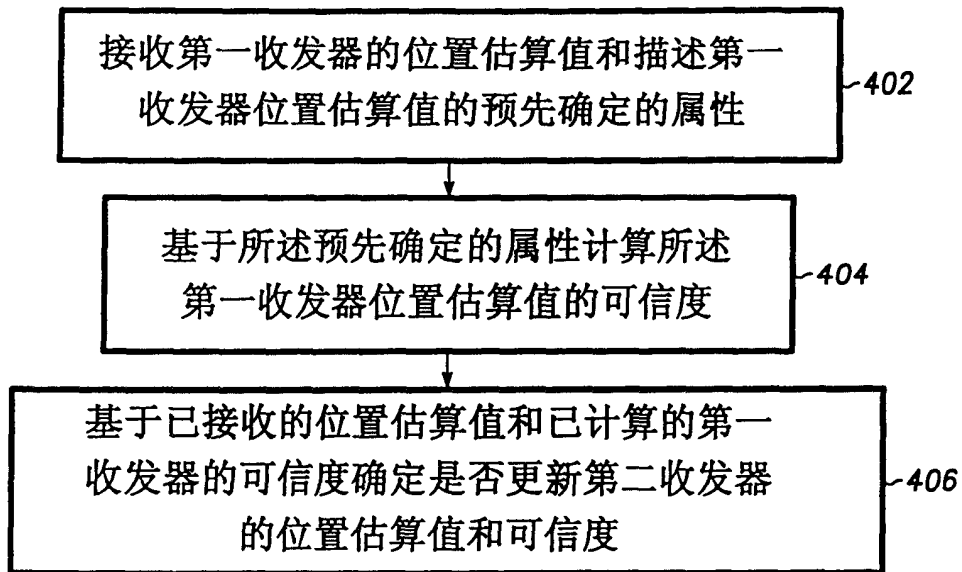 接收第一收发器的位置估算值和描述第一
收发器位置估算值的预先确定的属性
402
基于所述预先确定的属性计算所述
第一收发器位置估算值的可信度
404
基于已接收的位置估算值和已计算的第一
收发器的可信度确定是否更新第二收发器
的位置估算值和可信度
406